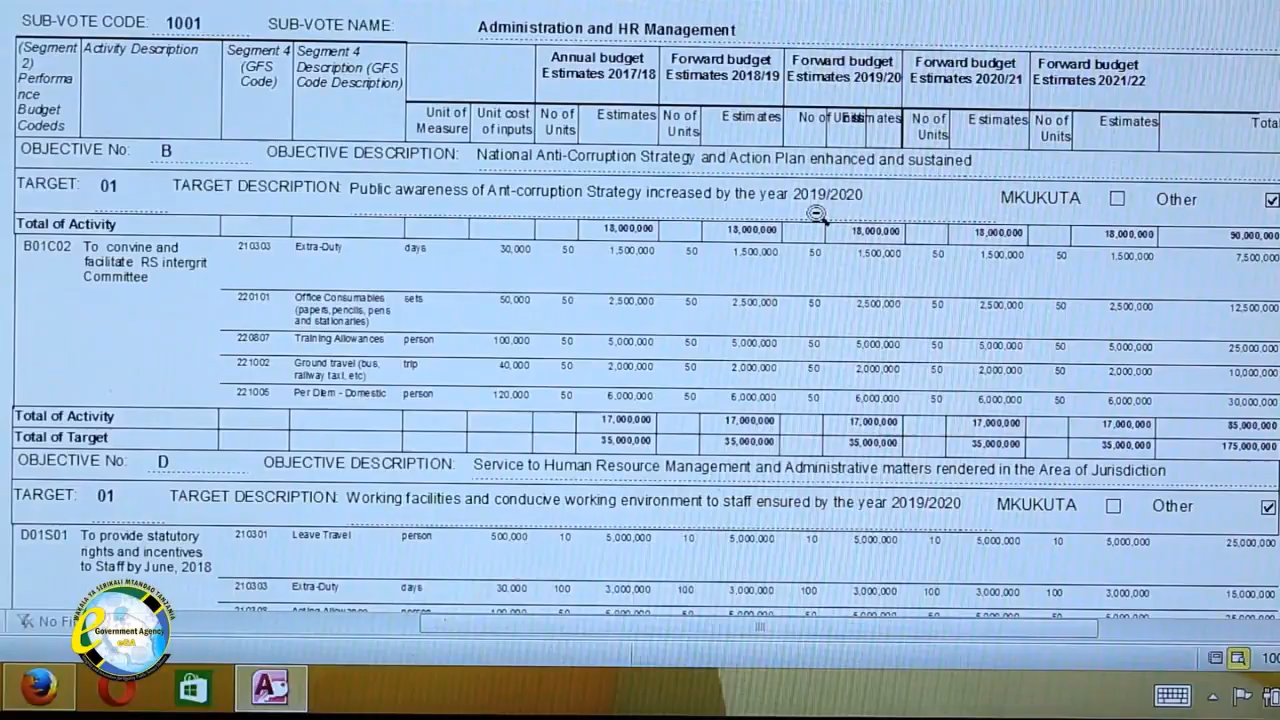 SUB-VOTE CODE: 1001 SUB-VOTE NAME: Administration and HR Management
(Segment 2) Performa nce Budget Codeds Activity Description Segment 4 (GFS Code) Segment 4 Description (GFS Code Description) Annual budget Estimates 2017/18 Forward budget Estimates 2018/19 Forward budget Estimates 2019/20 Forward budget Estimates 2020/21 Forward budget Estimates 2021/22
Unit of Measure Unit cost of inputs No of Units Estimates No of Units Estimates No of Units Estimates No of Units Estimates No of Units Estimates Total
OBJECTIVE No: B OBJECTIVE DESCRIPTION: National Anti-Corruption Strategy and Action Plan enhanced and sustained
TARGET: 01 TARGET DESCRIPTION: Public awareness of Ant-corruption Strategy increased by the year 2019/2020 MKUKUTA Other
Total of Activity 18,000,000 18,000,000 18,000,000 18,000,000 18,000,000 90,000,000
B01C02 To convine and facilitate RS intergrit Committee 210303 Extra-Duty days 30,000 50 1,500,000 50 1,500,000 50 1,500,000 50 1,500,000 50 1,500,000 7,500,000
220101 Office Consumables (papers, pencils, pens and stationaries) sets 50,000 50 2,500,000 50 2,500,000 50 2,500,000 50 2,500,000 50 2,500,000 12,500,000
220807 Training Allowances person 100,000 50 5,000,000 50 5,000,000 50 5,000,000 50 5,000,000 50 5,000,000 25,000,000
221002 Ground travel (bus, railway taxi, etc) trip 40,000 50 2,000,000 50 2,000,000 50 2,000,000 50 2,000,000 50 2,000,000 10,000,000
221005 Per Diem - Domestic person 120,000 50 6,000,000 50 6,000,000 50 6,000,000 50 6,000,000 50 6,000,000 30,000,000
Total of Activity 17,000,000 17,000,000 17,000,000 17,000,000 17,000,000 85,000,000
Total of Target 35,000,000 35,000,000 35,000,000 35,000,000 35,000,000 175,000,000
OBJECTIVE No: D OBJECTIVE DESCRIPTION: Service to Human Resource Management and Administrative matters rendered in the Area of Jurisdiction
TARGET: 01 TARGET DESCRIPTION: Working facilities and conducive working environment to staff ensured by the year 2019/2020 MKUKUTA Other
D01S01 To provide statutory rights and incentives to Staff by June, 2018 210301 Leave Travel person 500,000 10 5,000,000 10 5,000,000 10 5,000,000 10 5,000,000 10 5,000,000 25,000,000
210303 Extra-Duty days 30,000 100 3,000,000 100 3,000,000 100 3,000,000 100 3,000,000 100 3,000,000 15,000,000
No Fi
WAKALA YA SERIKALI MTANDAO TANZANIA
e Government Agency
eGA
100